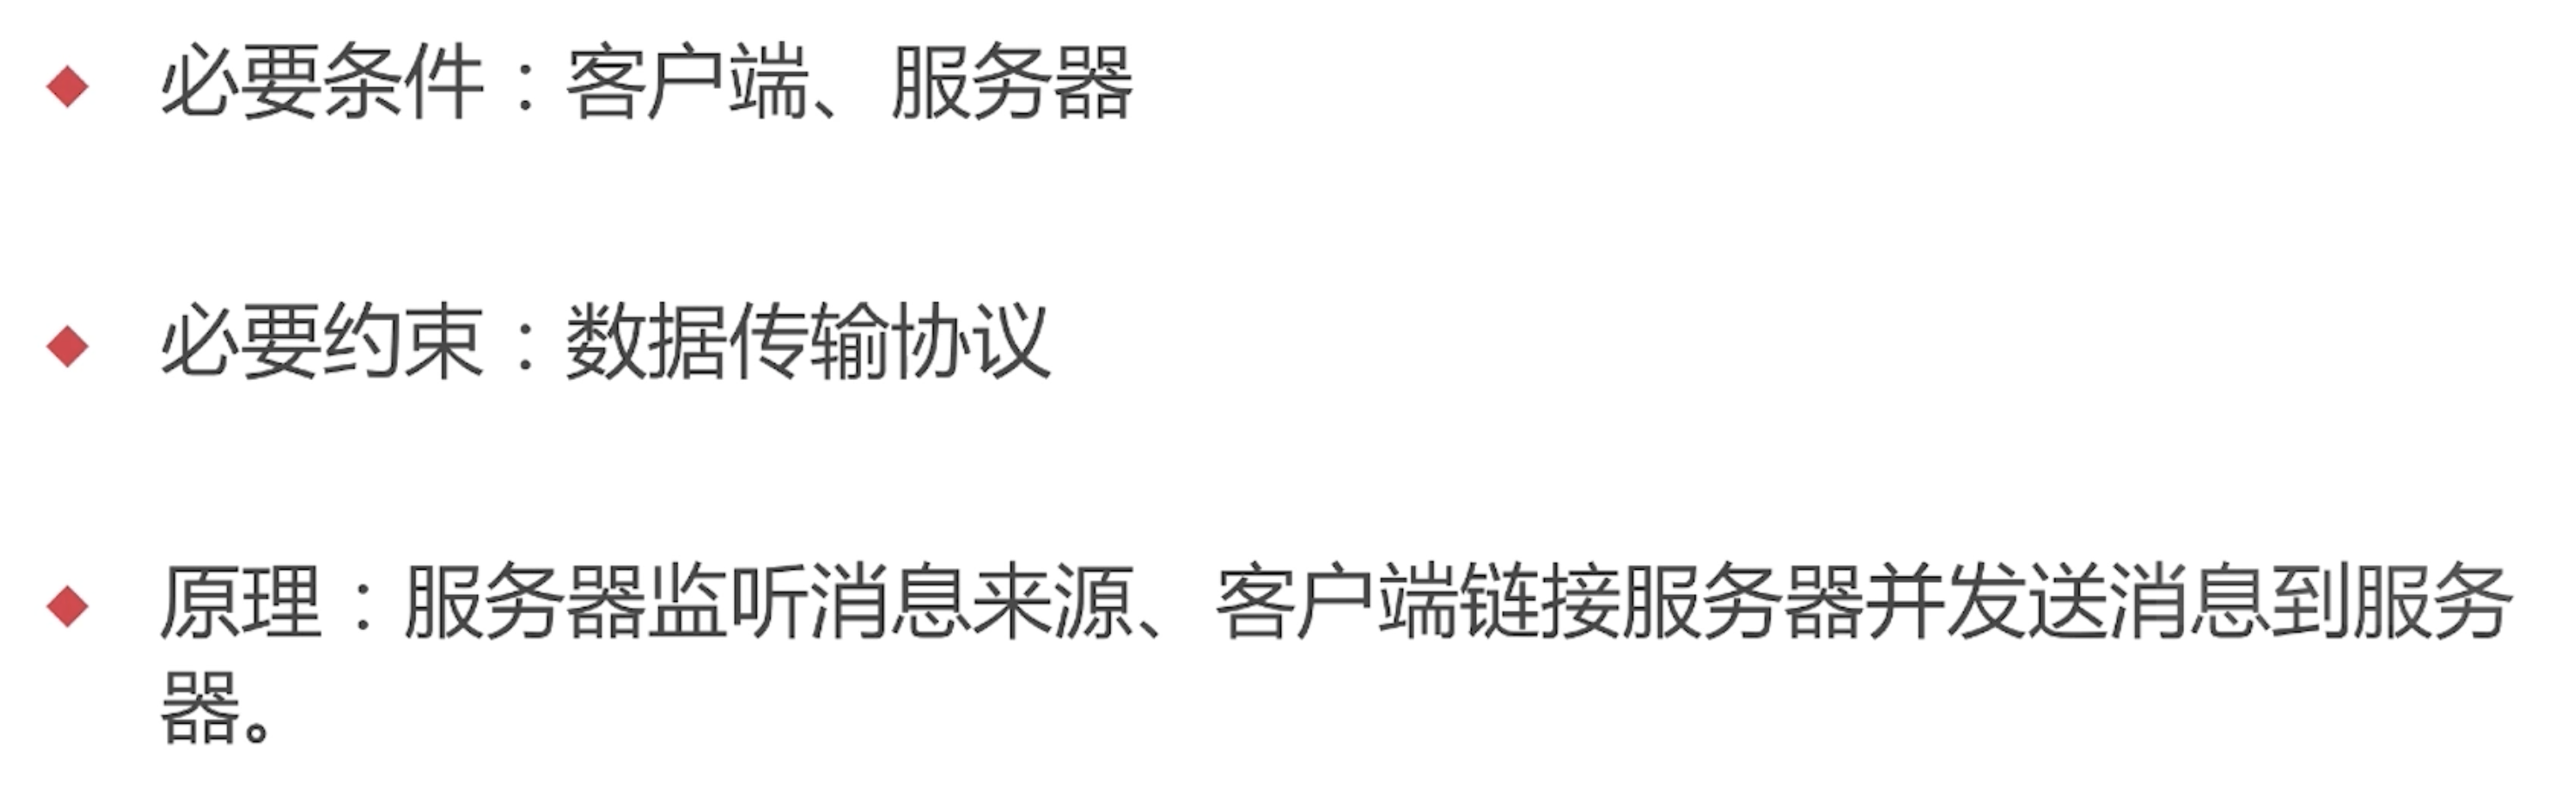 必要条件：客户端、服务器
必要约束：数据传输协议
原理：服务器监听消息来源、客户端链接服务器并发送消息到服务
器。